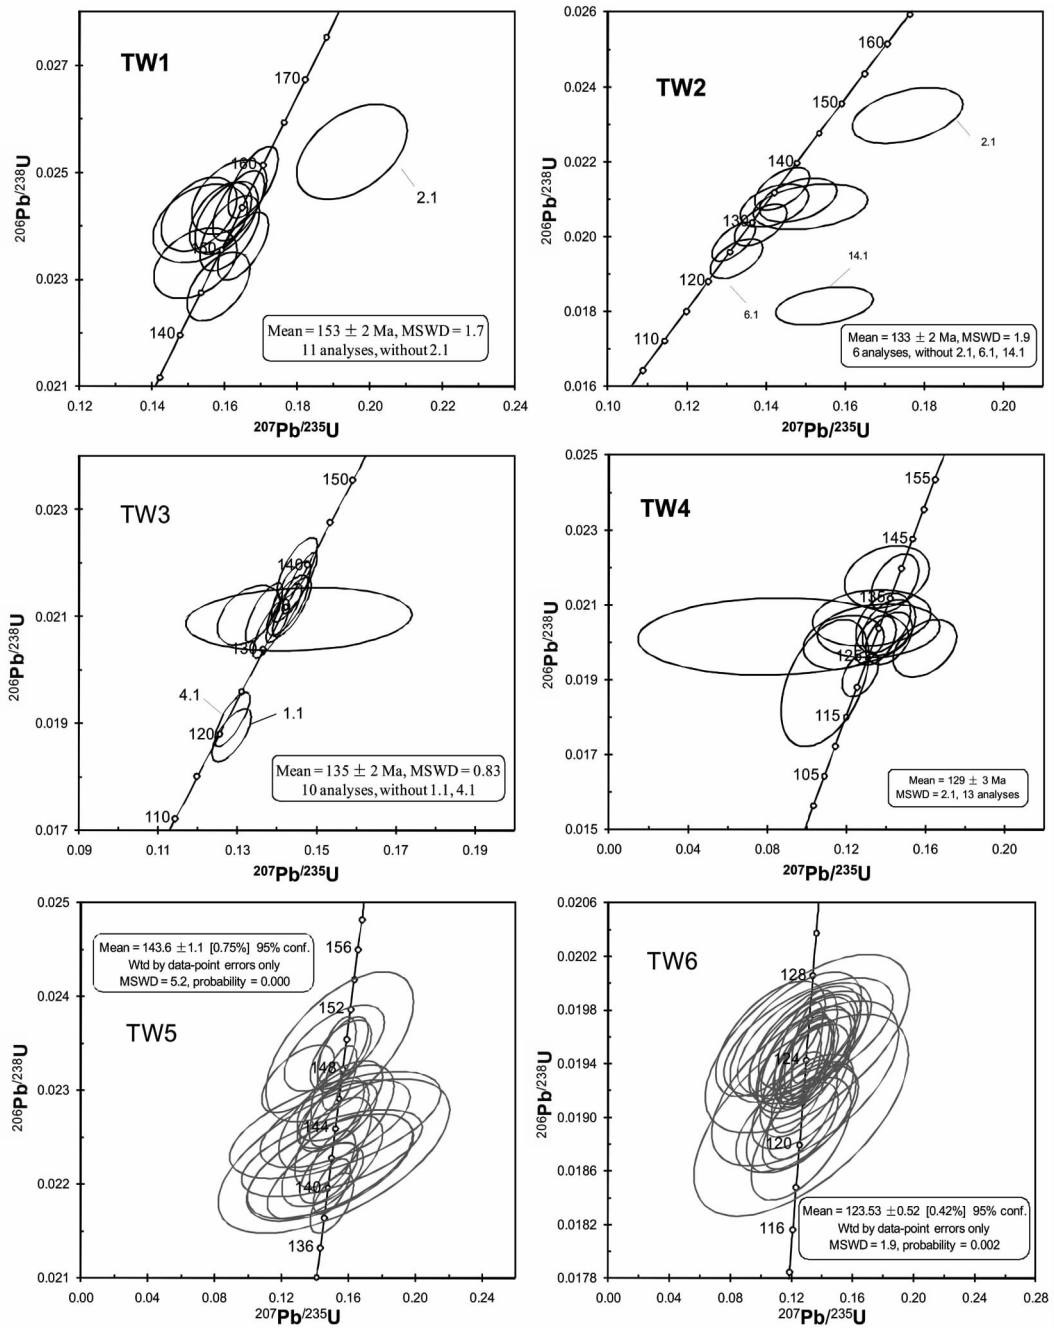 TW1
0.027
0.025
0.023
0.021
170
160
150
140
2.1
Mean = 153 ± 2 Ma, MSWD = 1.7
11 analyses, without 2.1
0.12 0.14 0.16 0.18 0.20 0.22 0.24
207Pb/235U
206Pb/238U
TW2
0.026
0.024
0.022
0.020
0.018
0.016
160
150
140
130
120
110
2.1
14.1
6.1
Mean = 133 ± 2 Ma, MSWD = 1.9
6 analyses, without 2.1, 6.1, 14.1
0.10 0.12 0.14 0.16 0.18 0.20
207Pb/235U
206Pb/238U
TW3
0.023
0.021
0.019
0.017
150
140
130
120
110
4.1
1.1
Mean = 135 ± 2 Ma, MSWD = 0.83
10 analyses, without 1.1, 4.1
0.09 0.11 0.13 0.15 0.17 0.19
207Pb/235U
206Pb/238U
TW4
0.025
0.023
0.021
0.019
0.017
0.015
155
145
135
125
115
105
Mean = 129 ± 3 Ma
MSWD = 2.1, 13 analyses
0.00 0.04 0.08 0.12 0.16 0.20
207Pb/235U
206Pb/238U
TW5
0.025
0.024
0.023
0.022
0.021
Mean = 143.6 ±1.1 [0.75%] 95% conf.
Wtd by data-point errors only
MSWD = 5.2, probability = 0.000
156
152
148
144
140
136
0.00 0.04 0.08 0.12 0.16 0.20 0.24
207Pb/235U
206Pb/238U
TW6
0.0206
0.0202
0.0198
0.0194
0.0190
0.0186
0.0182
0.0178
128
124
120
116
Mean = 123.53 ±0.52 [0.42%] 95% conf.
Wtd by data-point errors only
MSWD = 1.9, probability = 0.002
0.00 0.04 0.08 0.12 0.16 0.20 0.24 0.28
207Pb/235U
206Pb/238U